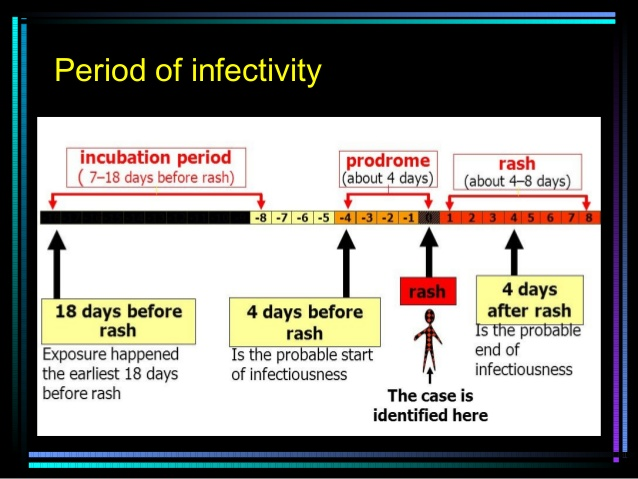 Period of infectivity
incubation period
( 7–18 days before rash)
prodrome
(about 4 days)
rash
(about 4–8 days)
-8 -7 -6 -5 -4 -3 -2 -1 0 1 2 3 4 5 6 7 8
18 days before
rash
Exposure happened
the earliest 18 days
before rash
4 days before
rash
Is the probable start
of infectiousness
rash
The case is
identified here
4 days
after rash
Is the probable
end of
infectiousness